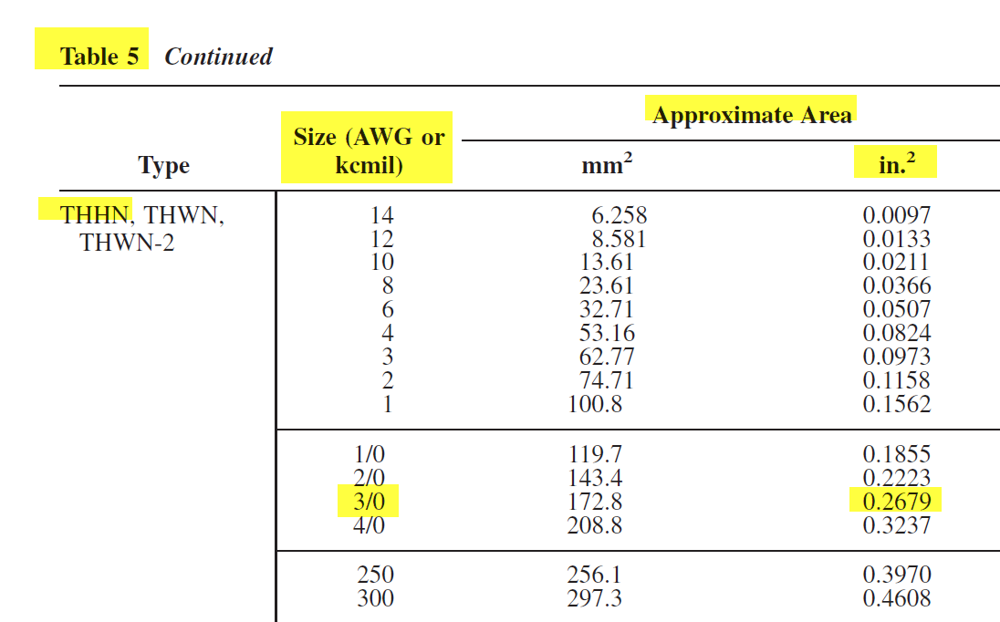 Table 5 Continued
Approximate Area
Size (AWG or
kcmil)
Type
mm²
in.²
THHN, THWN, 14 6.258 0.0097
THWN-2 12 8.581 0.0133
10 13.61 0.0211
8 23.61 0.0366
6 32.71 0.0507
4 53.16 0.0824
3 62.77 0.0973
2 74.71 0.1158
1 100.8 0.1562
1/0 119.7 0.1855
2/0 143.4 0.2223
3/0 172.8 0.2679
4/0 208.8 0.3237
250 256.1 0.3970
300 297.3 0.4608